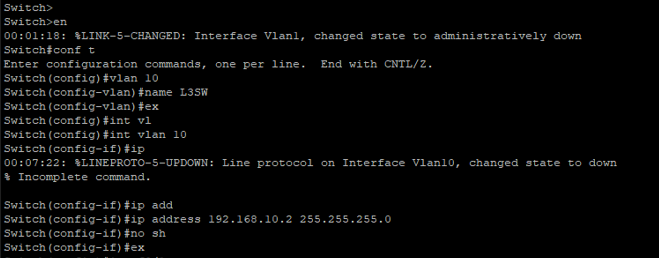 Switch>
Switch>en
00:01:18: %LINK-5-CHANGED: Interface Vlan1, changed state to administratively down
Switch#conf t
Enter configuration commands, one per line.  End with CNTL/Z.
Switch(config)#vlan 10
Switch(config-vlan)#name L3SW
Switch(config-vlan)#ex
Switch(config)#int vl
Switch(config)#int vlan 10
Switch(config-if)#ip
00:07:22: %LINEPROTO-5-UPDOWN: Line protocol on Interface Vlan10, changed state to down
% Incomplete command.
Switch(config-if)#ip add
Switch(config-if)#ip address 192.168.10.2 255.255.255.0
Switch(config-if)#no sh
Switch(config-if)#ex